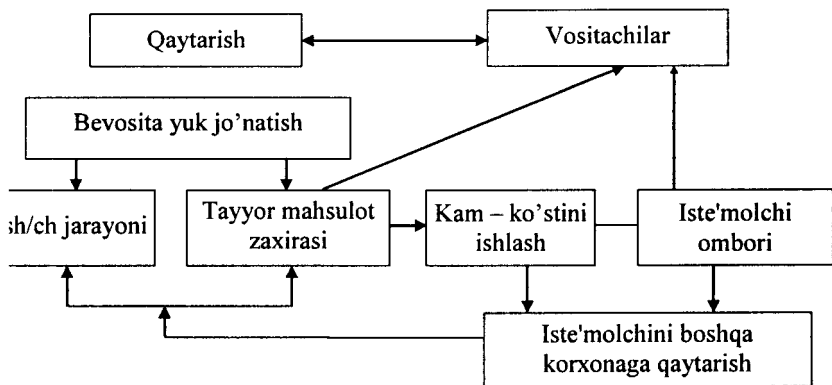 Qaytarish
Vositachilar
Bevosita yuk jo'natish
sh/ch jarayoni
Tayyor mahsulot
zaxirasi
Kam – ko'stini
ishlash
Iste'molchi
ombori
Iste'molchini boshqa
korxonaga qaytarish